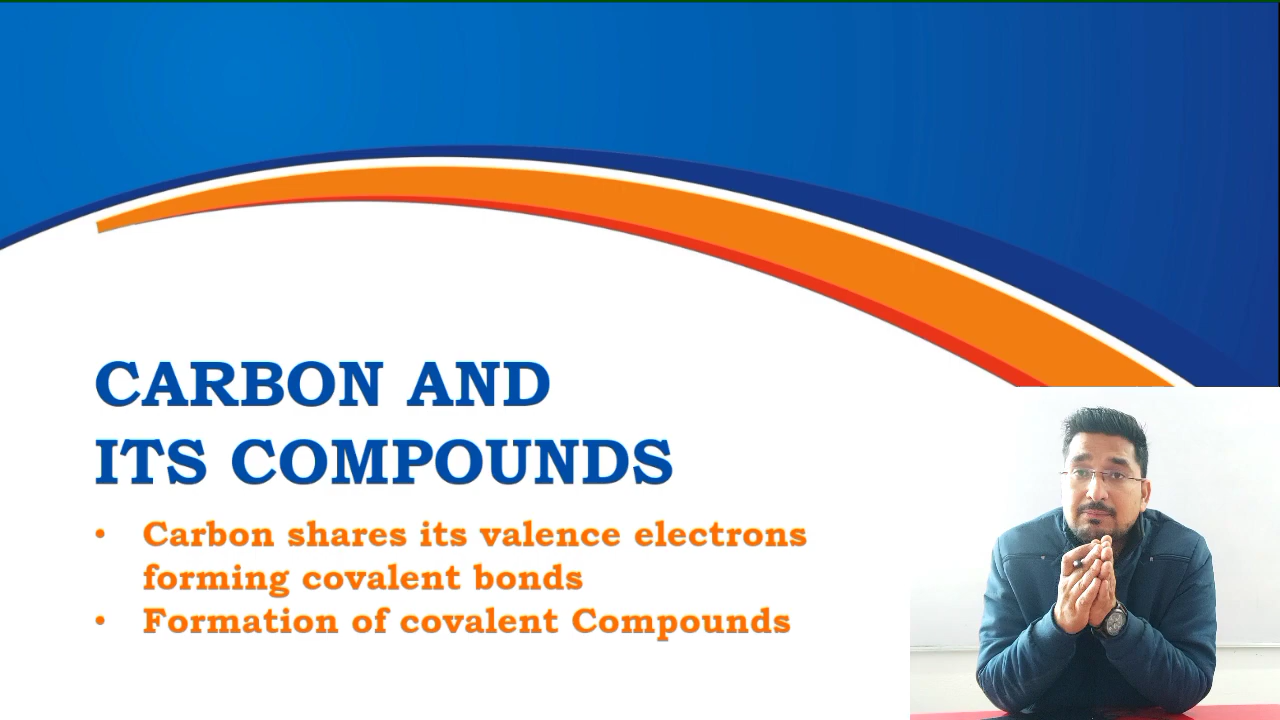 CARBON AND
ITS COMPOUNDS
• Carbon shares its valence electrons
forming covalent bonds
• Formation of covalent Compounds